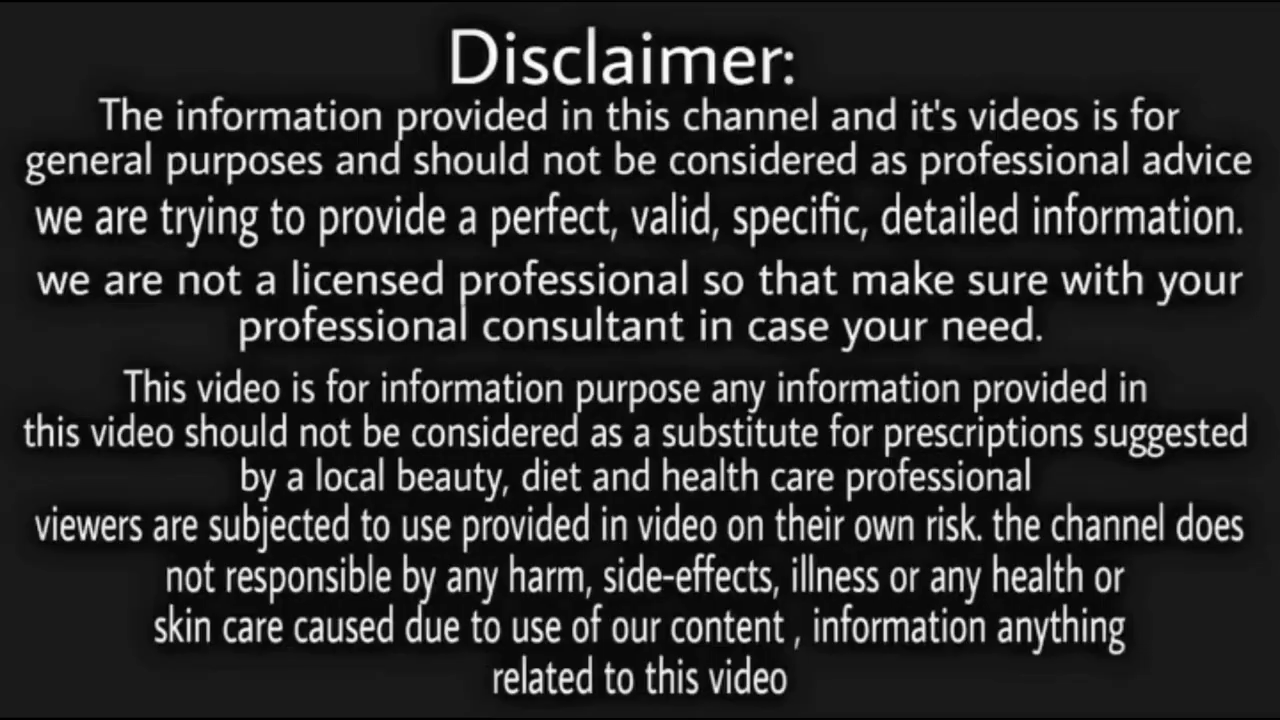 Disclaimer:
The information provided in this channel and it's videos is for
general purposes and should not be considered as professional advice
we are trying to provide a perfect, valid, specific, detailed information.
we are not a licensed professional so that make sure with your
professional consultant in case your need.
This video is for information purpose any information provided in
this video should not be considered as a substitute for prescriptions suggested
by a local beauty, diet and health care professional
viewers are subjected to use provided in video on their own risk. the channel does
not responsible by any harm, side-effects, illness or any health or
skin care caused due to use of our content , information anything
related to this video